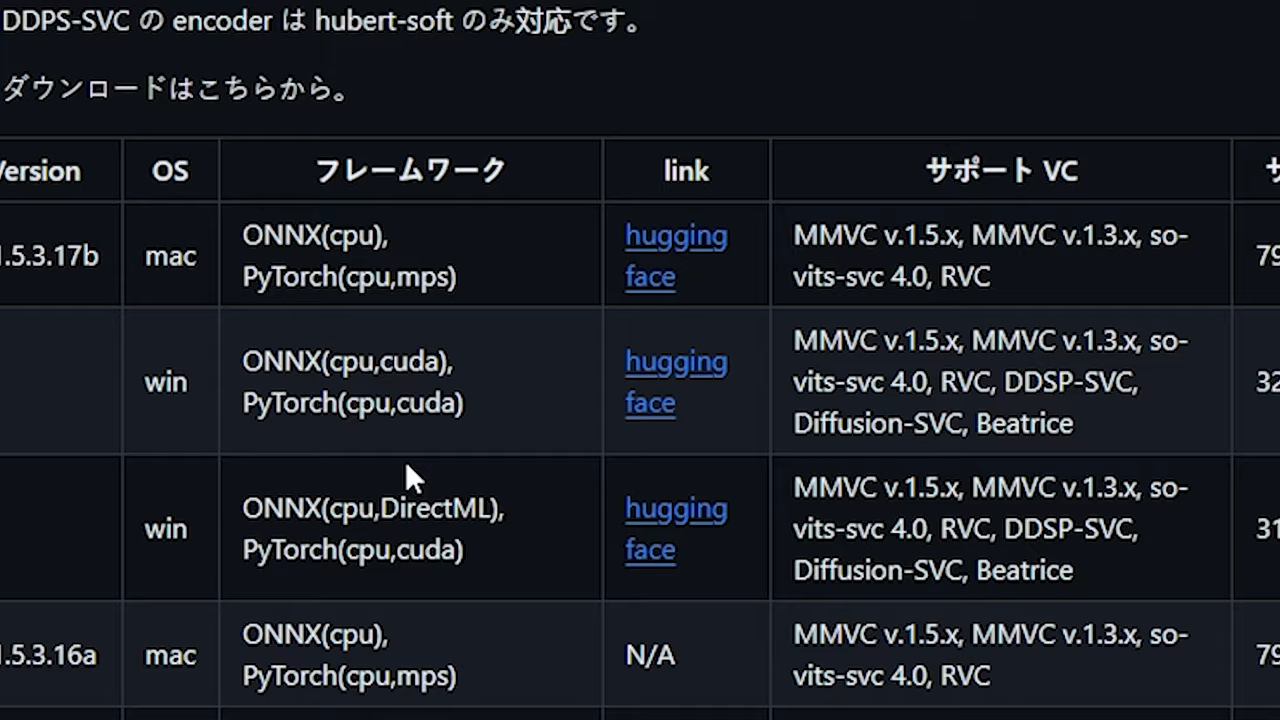 DDPS-SVC の encoder は hubert-soft のみ対応です。
ダウンロードはこちらから。
Version OS フレームワーク link サポート VC サ
1.5.3.17b mac ONNX(cpu), PyTorch(cpu,mps) hugging face MMVC v.1.5.x, MMVC v.1.3.x, so-vits-svc 4.0, RVC 79
win ONNX(cpu,cuda), PyTorch(cpu,cuda) hugging face MMVC v.1.5.x, MMVC v.1.3.x, so-vits-svc 4.0, RVC, DDSP-SVC, Diffusion-SVC, Beatrice 32
win ONNX(cpu,DirectML), PyTorch(cpu,cuda) hugging face MMVC v.1.5.x, MMVC v.1.3.x, so-vits-svc 4.0, RVC, DDSP-SVC, Diffusion-SVC, Beatrice 31
1.5.3.16a mac ONNX(cpu), PyTorch(cpu,mps) N/A MMVC v.1.5.x, MMVC v.1.3.x, so-vits-svc 4.0, RVC 79